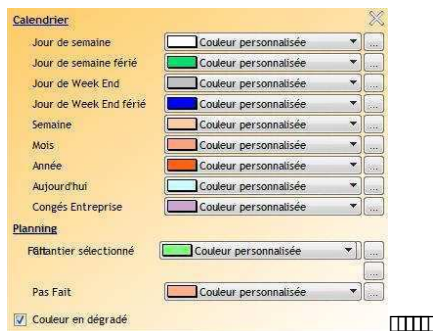 Calendrier
Jour de semaine Couleur personnalisée ...
Jour de semaine férié Couleur personnalisée ...
Jour de Week End Couleur personnalisée ...
Jour de Week End férié Couleur personnalisée ...
Semaine Couleur personnalisée ...
Mois Couleur personnalisée ...
Année Couleur personnalisée ...
Aujourd'hui Couleur personnalisée ...
Congés Entreprise Couleur personnalisée ...
Planning
sélectionné Couleur personnalisée ...
...
Pas Fait Couleur personnalisée ...
Couleur en dégradé